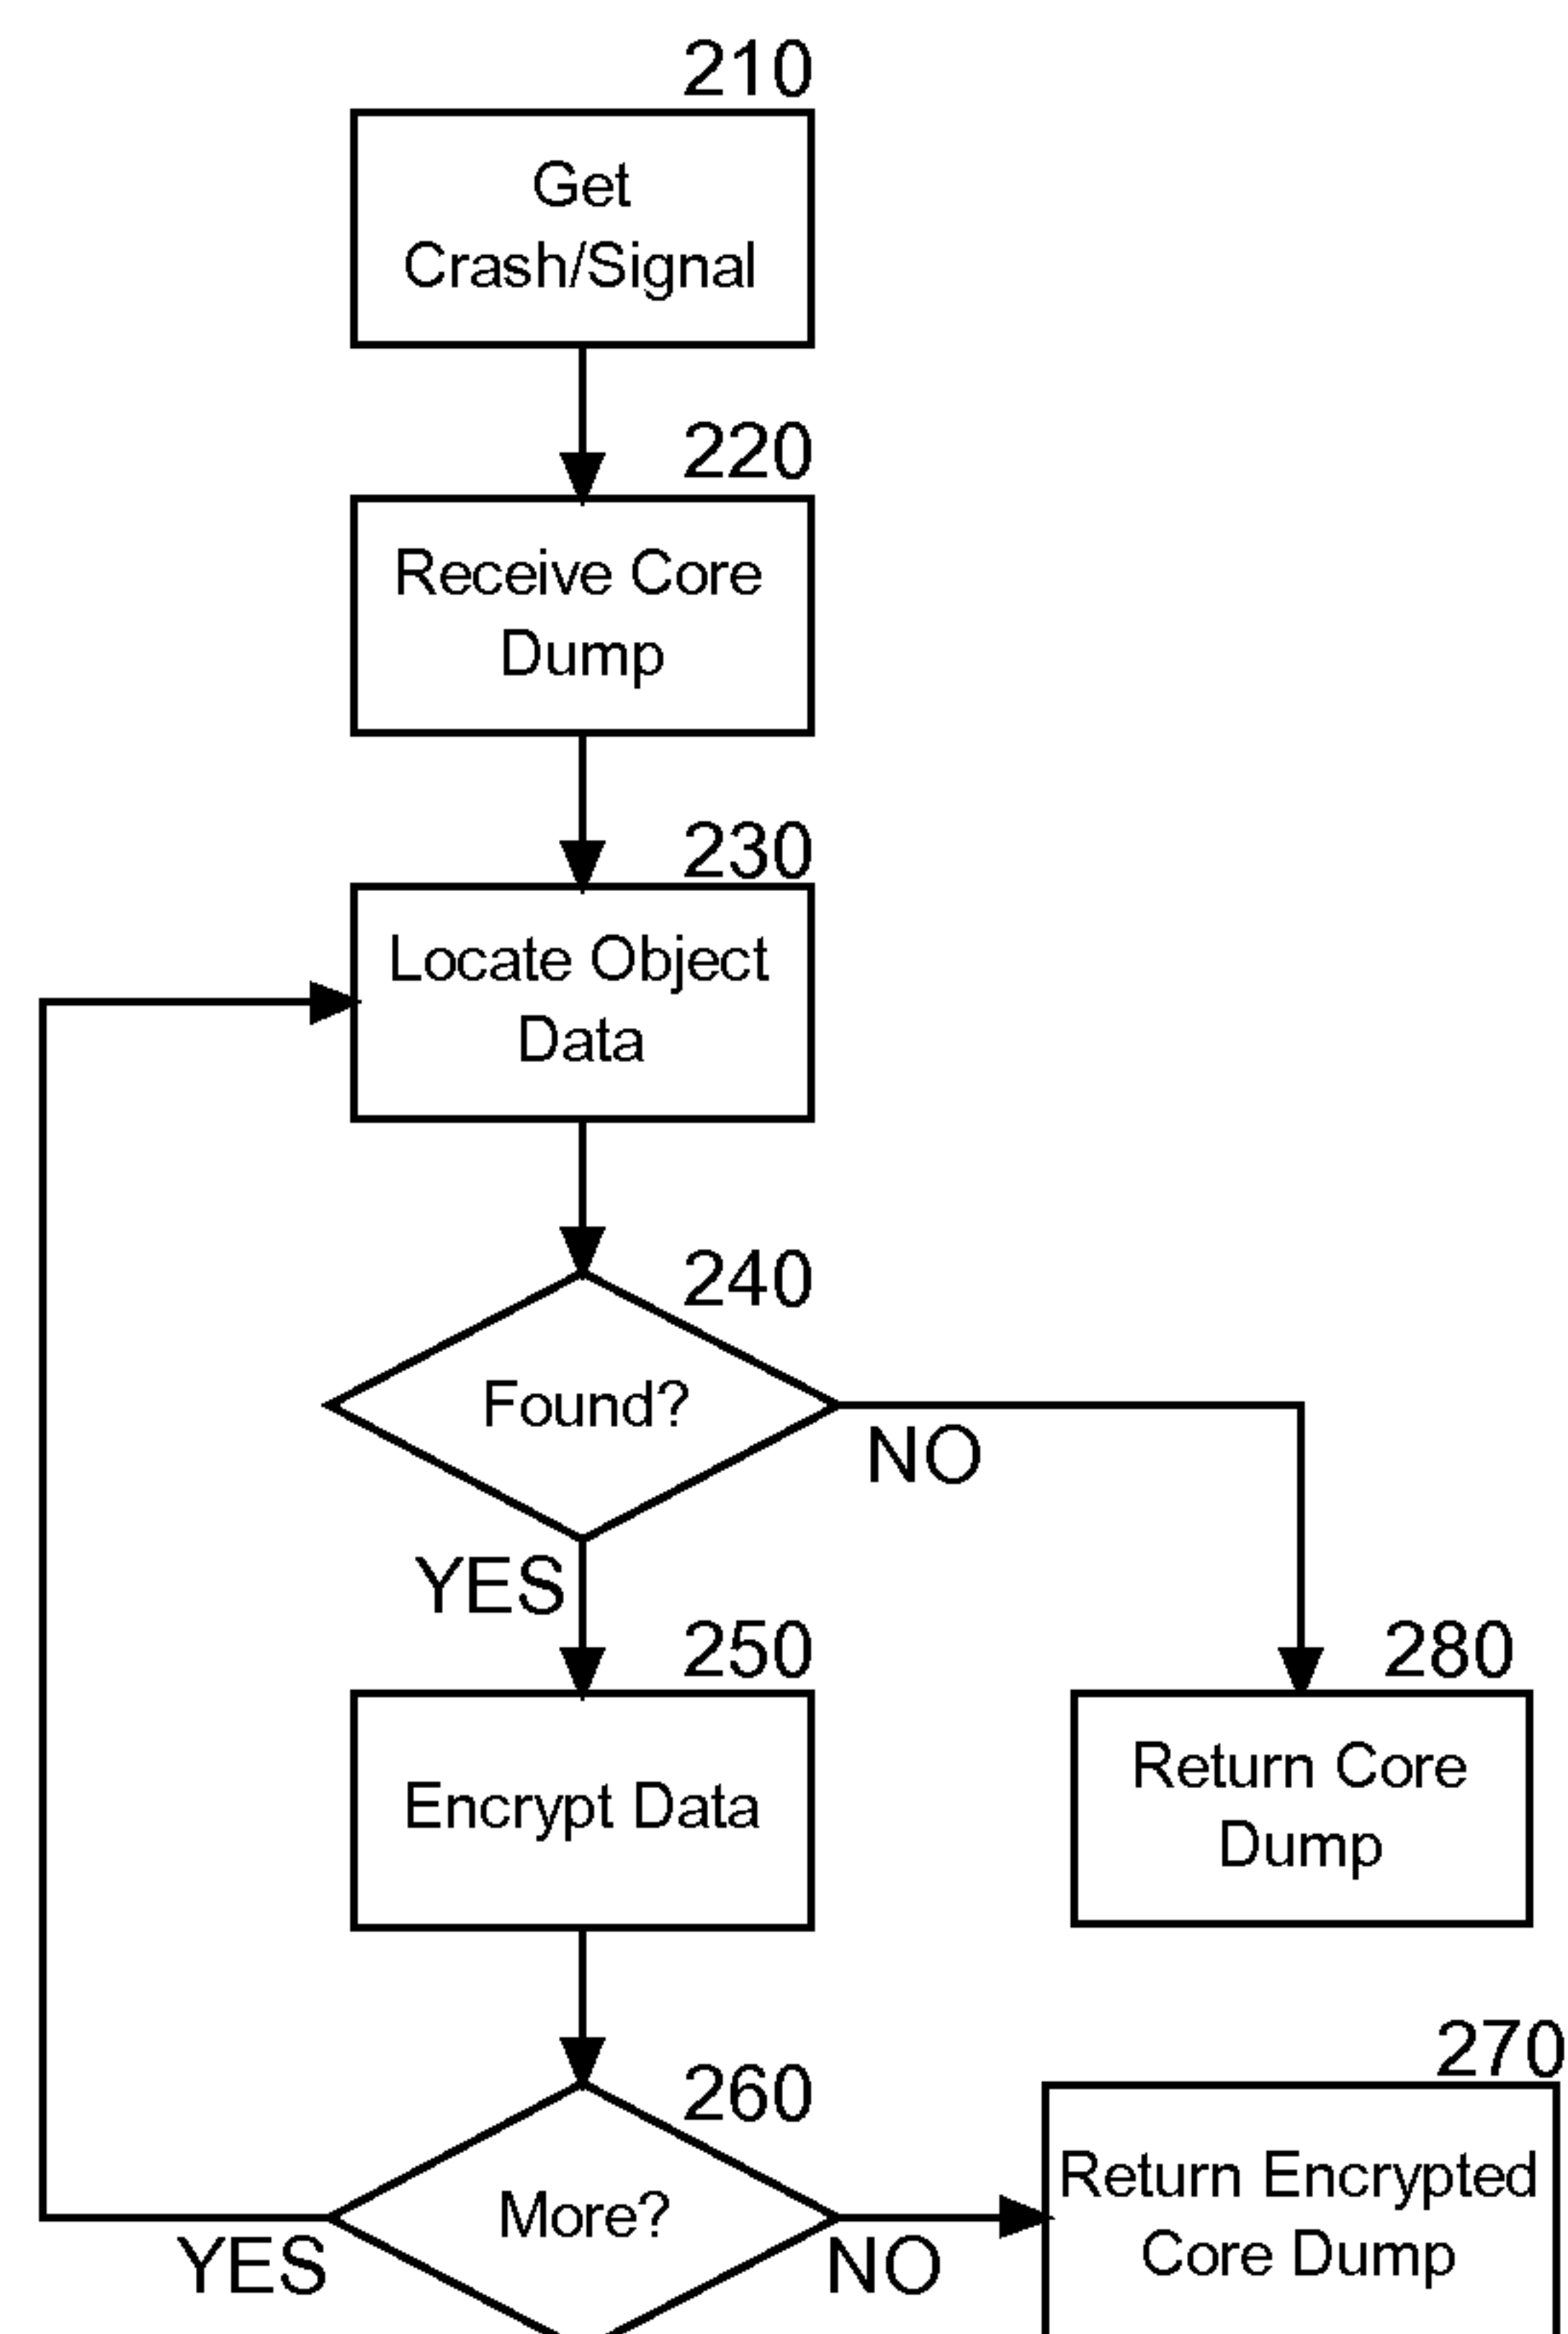 210
Get
Crash/Signal
220
Receive Core
Dump
230
Locate Object
Data
240
Found?
NO
YES
250
Encrypt Data
280
Return Core
Dump
260
More?
YES
NO
270
Return Encrypted
Core Dump